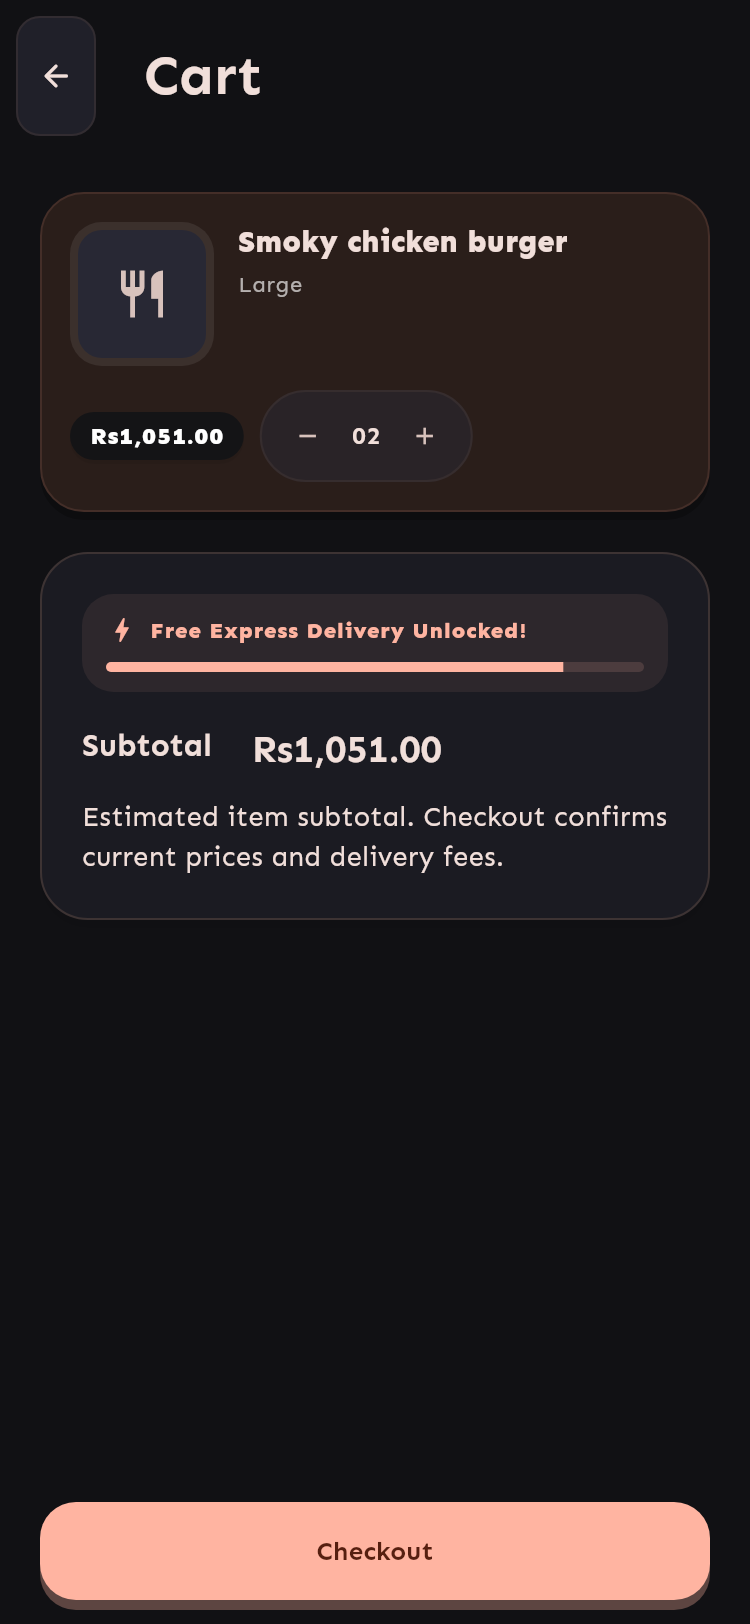 Cart
Smoky chicken burger
Large
Rs1,051.00
02
Free Express Delivery Unlocked!
Subtotal Rs1,051.00
Estimated item subtotal. Checkout confirms
current prices and delivery fees.
Checkout